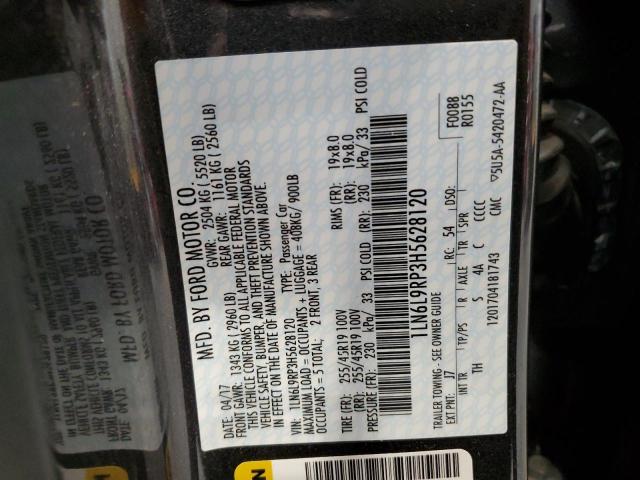 MFD. BY FORD MOTOR CO.
DATE: 04/17 GVWR: 2504 KG ( 5520 LB)
FRONT GAWR: 1343 KG ( 2960 LB) REAR GAWR: 1161 KG ( 2560 LB)
THIS VEHICLE CONFORMS TO ALL APPLICABLE FEDERAL MOTOR
VEHICLE SAFETY, BUMPER, AND THEFT PREVENTION STANDARDS
IN EFFECT ON THE DATE OF MANUFACTURE SHOWN ABOVE.
VIN: 1LN6L9RP3H5628120 TYPE: Passenger Car
MAXIMUM LOAD = OCCUPANTS + LUGGAGE = 408KG/ 900LB
OCCUPANTS = 5 TOTAL; 2 FRONT, 3 REAR
TIRE (FR): 255/45R19 100V RIMS (FR): 19x8.0
(RR): 255/45R19 100V (RR): 19x8.0
PRESSURE (FR): 230 kPa/ 33 PSI COLD (RR): 230 kPa/ 33 PSI COLD
1LN6L9RP3H5628120
TRAILER TOWING - SEE OWNER GUIDE F0088
EXT PNT: J7 RC: 54 DSO: R0155
INT TR TP/PS R AXLE TR SPR
TH S 4A C CCCC
1201704181743 CMC ▽5U5A-5420472-AA